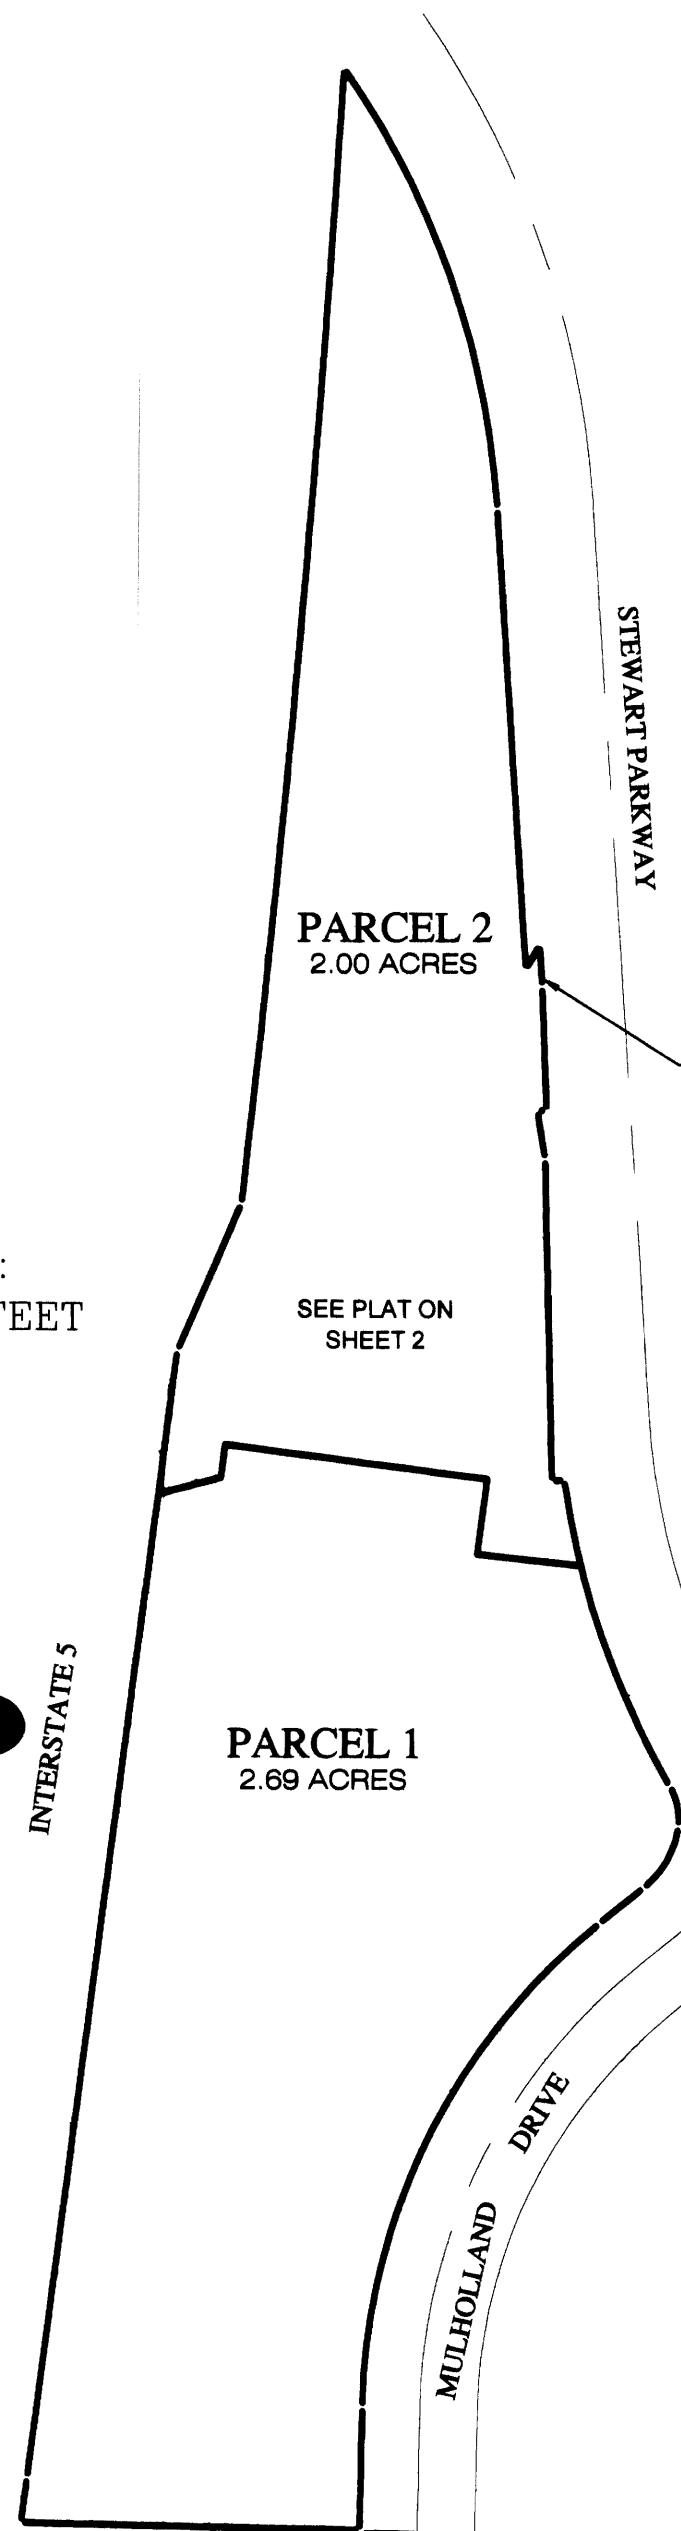 STEWART PARKWAY
PARCEL 2
2.00 ACRES
:
FEET
SEE PLAT ON
SHEET 2
INTERSTATE 5
PARCEL 1
2.69 ACRES
MULHOLLAND DRIVE